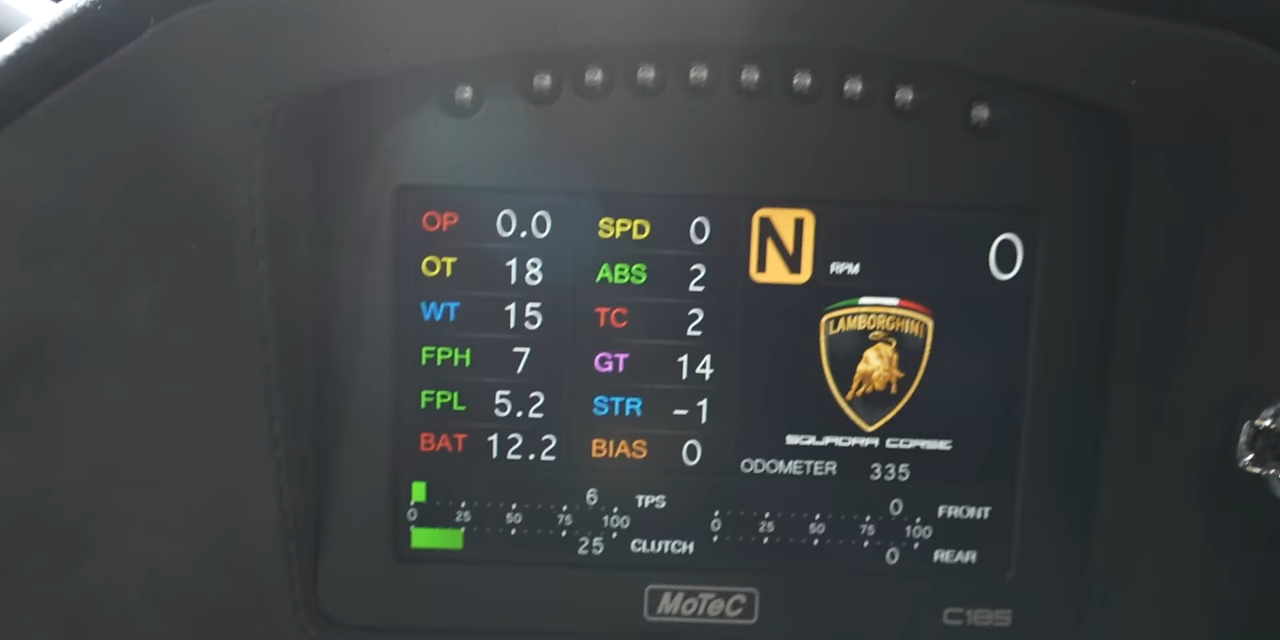 OP 0.0 SPD 0 N RPM 0
OT 18 ABS 2
WT 15 TC 2
LAMBORGHINI
FPH 7 GT 14
FPL 5.2 STR -1
BAT 12.2 BIAS 0
SQUADRA CORSE
ODOMETER 335
6 TPS 0 FRONT
0 25 50 75 100 0 25 50 75 100
25 CLUTCH 0 REAR
MoTeC
C185